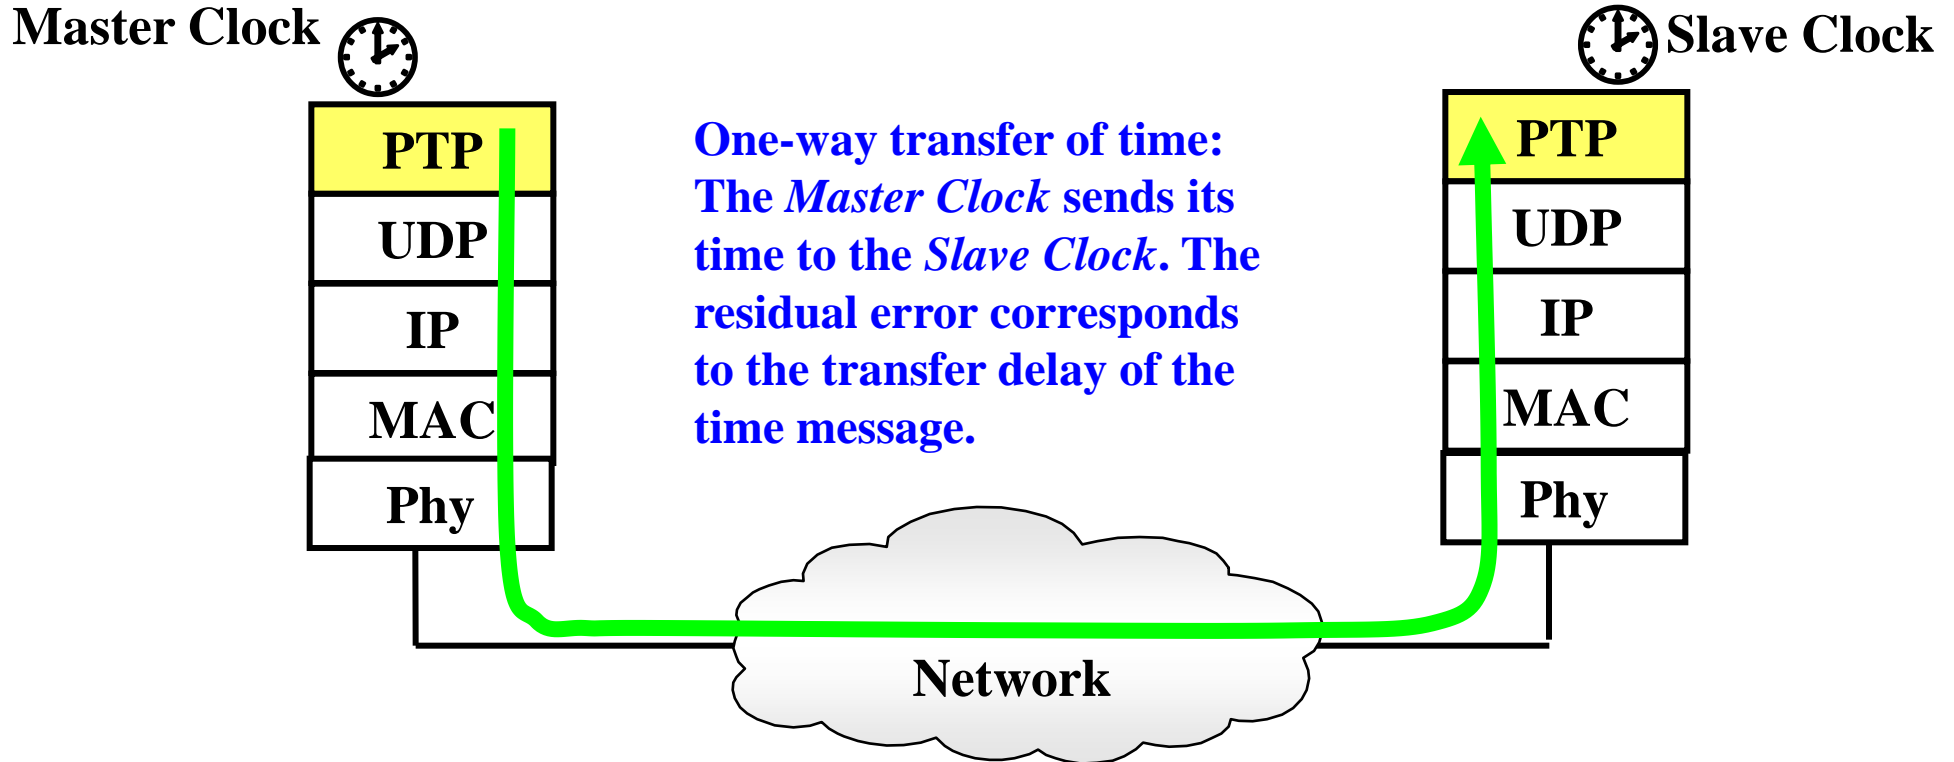 Master Clock
Slave Clock
PTP
UDP
IP
MAC
Phy
One-way transfer of time:
The Master Clock sends its
time to the Slave Clock. The
residual error corresponds
to the transfer delay of the
time message.
PTP
UDP
IP
MAC
Phy
Network